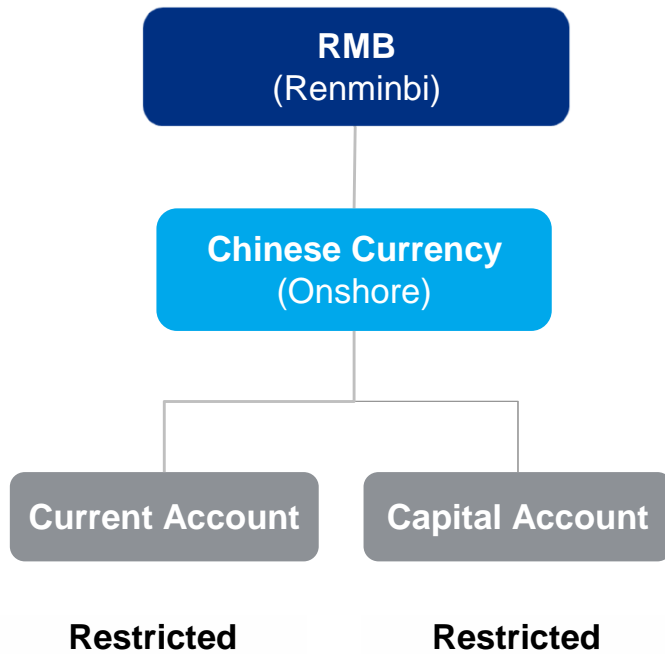 RMB
(Renminbi)
Chinese Currency
(Onshore)
Current Account
Capital Account
Restricted
Restricted